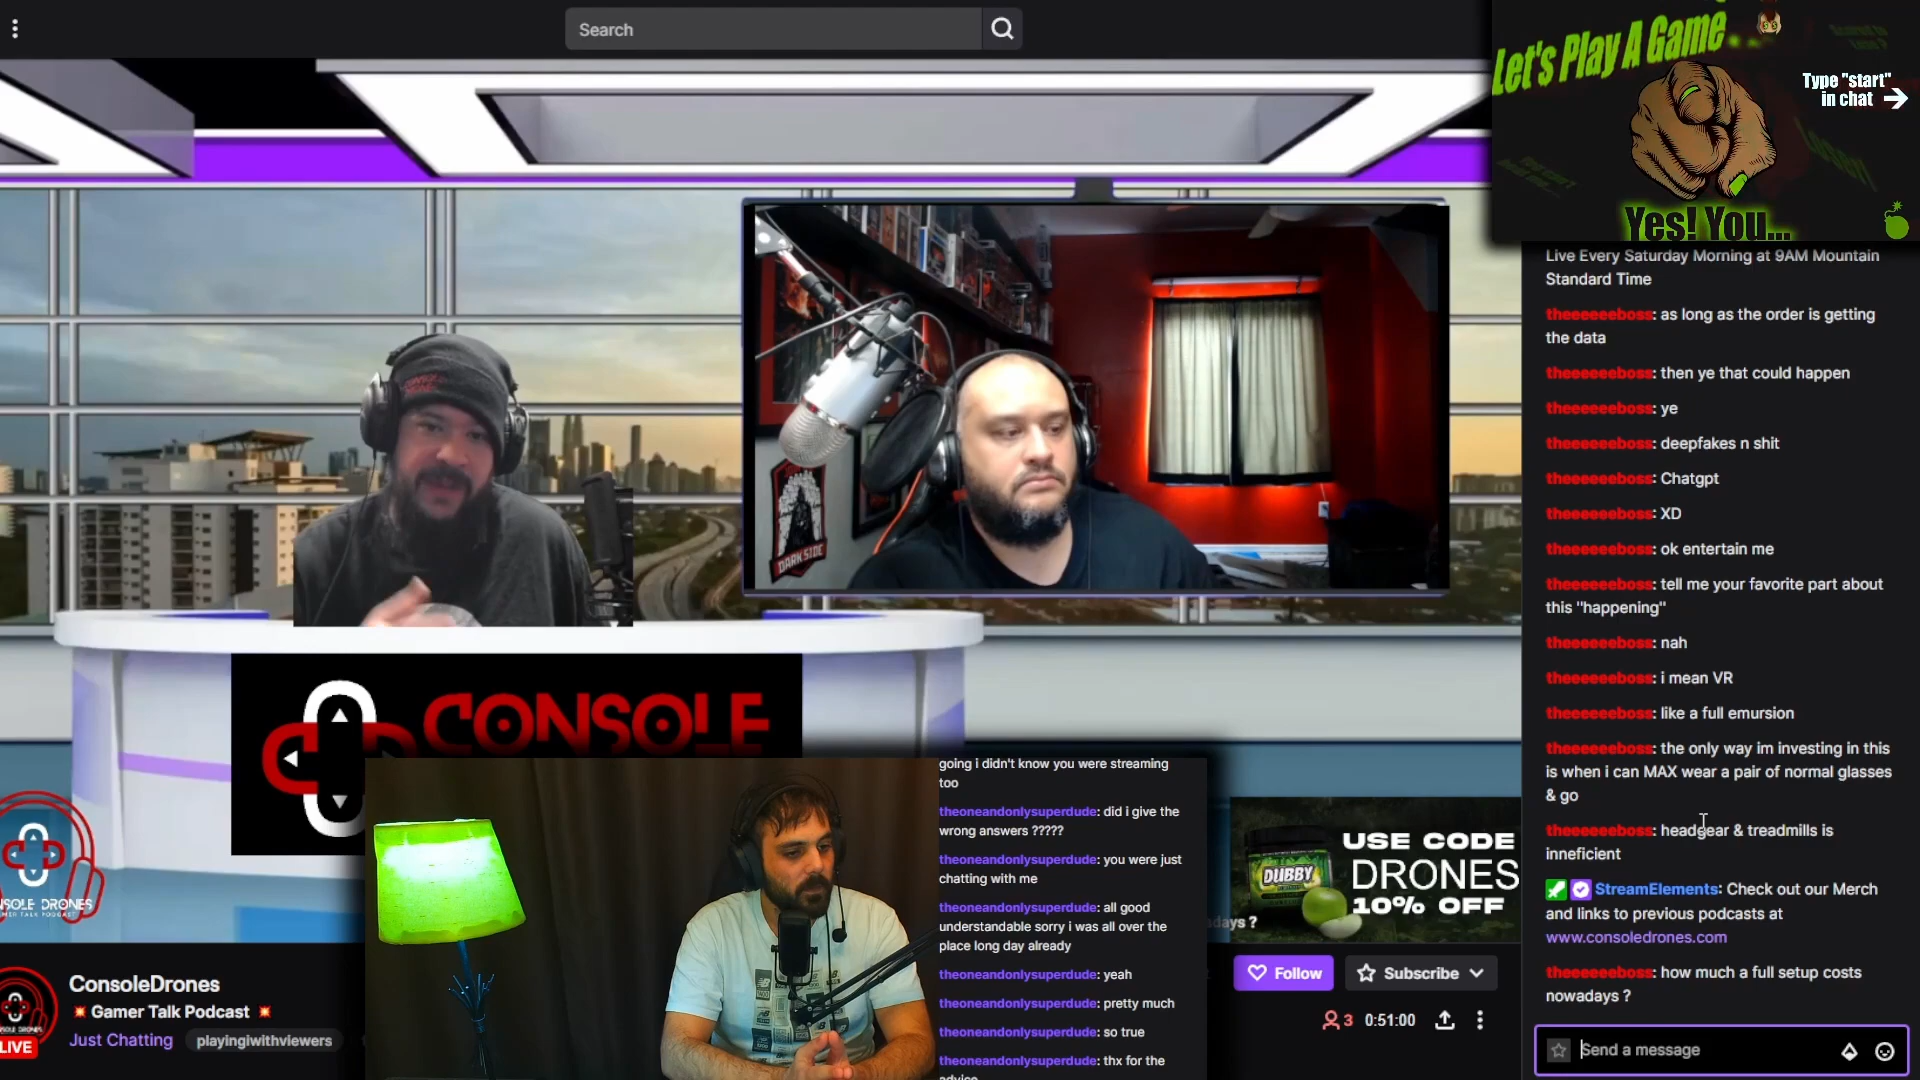 Search
Let's Play A Game...
Type "start"
in chat
Yes! You...
Live Every Saturday Morning at 9AM Mountain
Standard Time
theeeeeeboss: as long as the order is getting
the data
theeeeeeboss: then ye that could happen
theeeeeeboss: ye
theeeeeeboss: deepfakes n shit
theeeeeeboss: Chatgpt
theeeeeeboss: XD
theeeeeeboss: ok entertain me
theeeeeeboss: tell me your favorite part about
this "happening"
theeeeeeboss: nah
theeeeeeboss: i mean VR
theeeeeeboss: like a full emursion
theeeeeeboss: the only way im investing in this
is when i can MAX wear a pair of normal glasses
& go
theeeeeeboss: headgear & treadmills is
inneficient
StreamElements: Check out our Merch
and links to previous podcasts at
www.consoledrones.com
theeeeeeboss: how much a full setup costs
nowadays ?
Send a message
DARK SIDE
CONSOLE
going i didn't know you were streaming
too
theoneandonlysuperdude: did i give the
wrong answers ?????
theoneandonlysuperdude: you were just
chatting with me
theoneandonlysuperdude: all good
understandable sorry i was all over the
place long day already
theoneandonlysuperdude: yeah
theoneandonlysuperdude: pretty much
theoneandonlysuperdude: so true
theoneandonlysuperdude: thx for the
USE CODE
DUBBY
DRONES
10% OFF
days ?
Follow
Subscribe
3
0:51:00
ConsoleDrones
Gamer Talk Podcast
Just Chatting
playingiwithviewers
LIVE